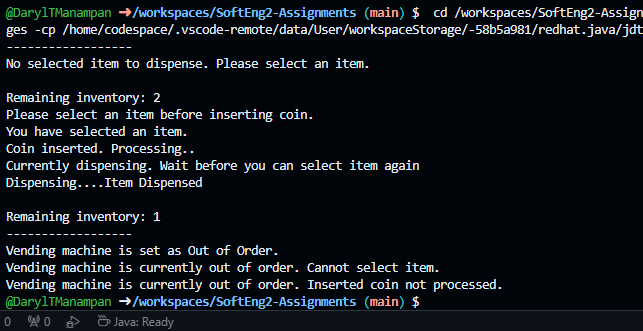 @DarylTManampan ➜/workspaces/SoftEng2-Assignments (main) $  cd /workspaces/SoftEng2-Assign
ges -cp /home/codespace/.vscode-remote/data/User/workspaceStorage/-58b5a981/redhat.java/jdt
------------------
No selected item to dispense. Please select an item.

Remaining inventory: 2
Please select an item before inserting coin.
You have selected an item.
Coin inserted. Processing..
Currently dispensing. Wait before you can select item again
Dispensing....Item Dispensed

Remaining inventory: 1
------------------
Vending machine is set as Out of Order.
Vending machine is currently out of order. Cannot select item.
Vending machine is currently out of order. Inserted coin not processed.
@DarylTManampan ➜/workspaces/SoftEng2-Assignments (main) $
0 0 Java: Ready